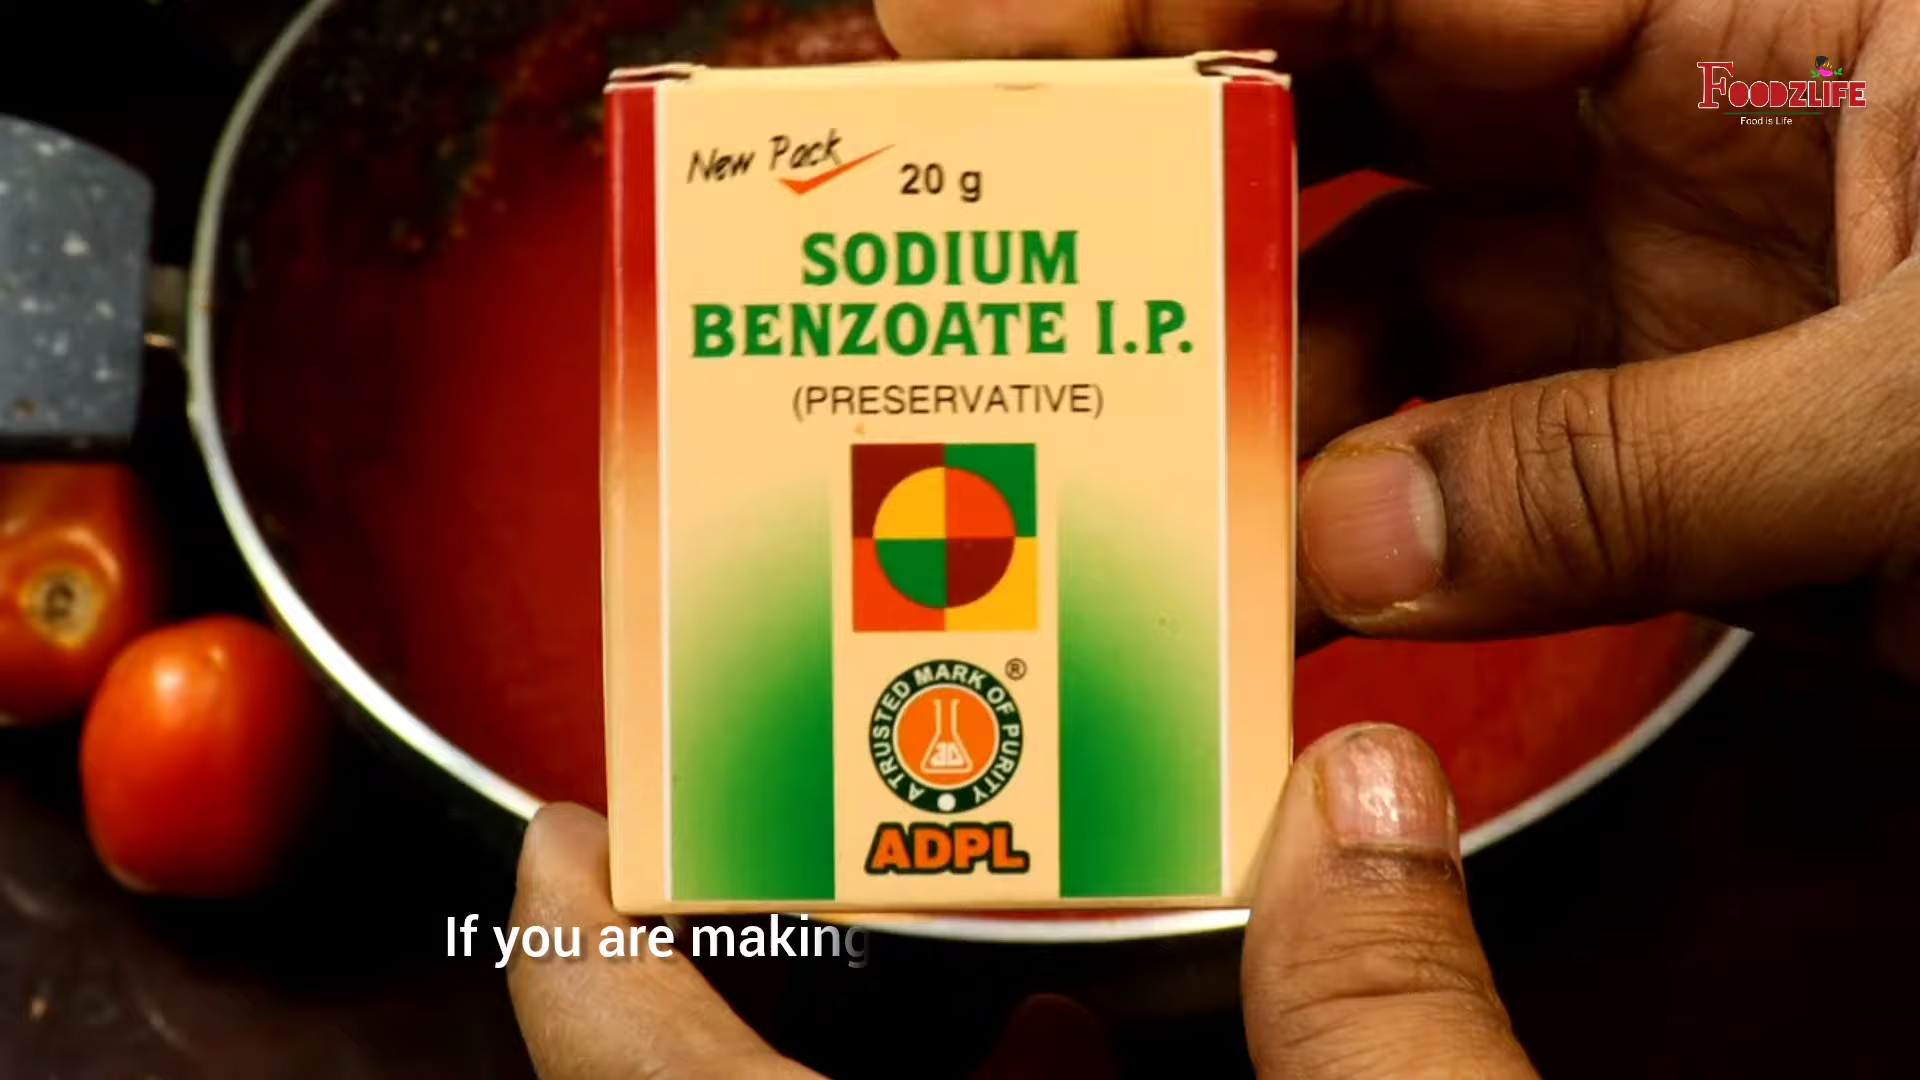 FOODZLIFE
Food is Life
New Pack
20 g
SODIUM
BENZOATE I.P.
(PRESERVATIVE)
A TRUSTED MARK OF PURITY
®
ADPL
If you are making